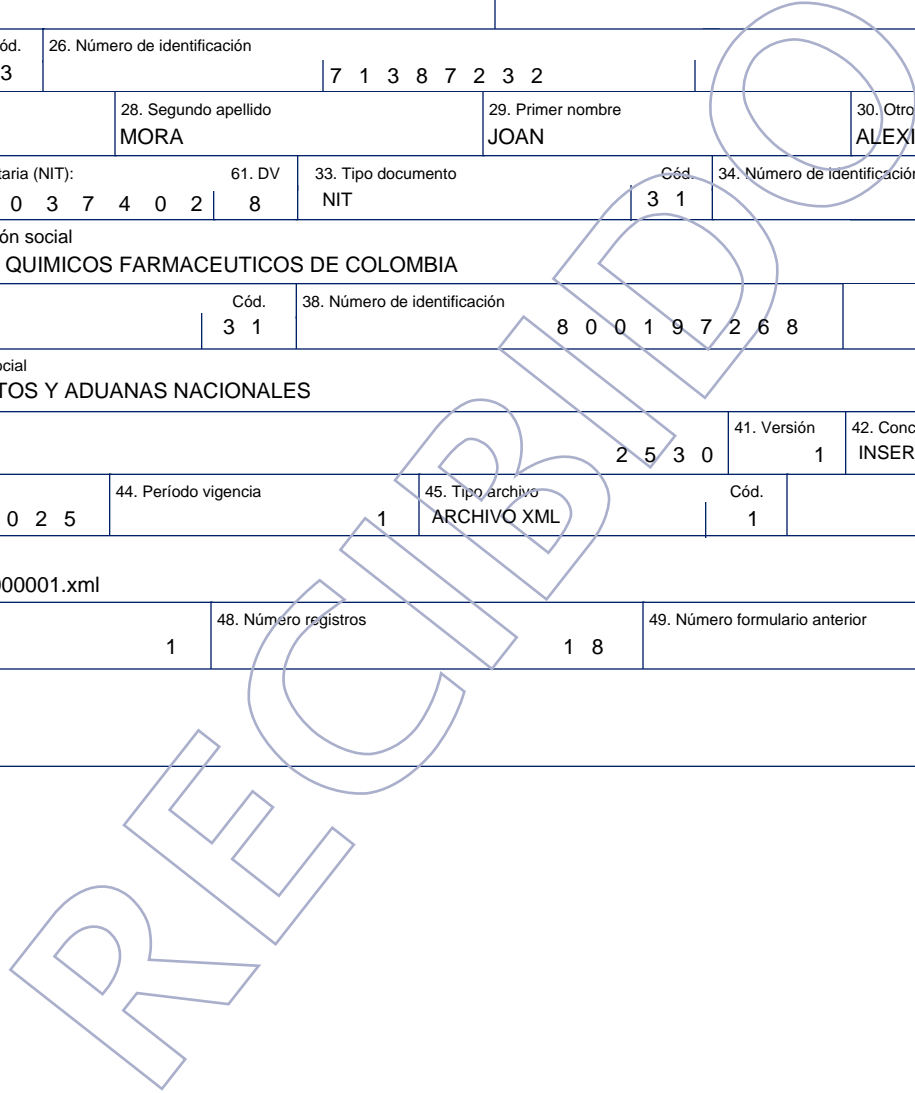 ód. 26. Número de identificación
3 7 1 3 8 7 2 3 2
28. Segundo apellido 29. Primer nombre 30. Otro
MORA JOAN ALEXI
taria (NIT): 61. DV 33. Tipo documento Cód. 34. Número de identificación
0 3 7 4 0 2 8 NIT 3 1
ón social
QUIMICOS FARMACEUTICOS DE COLOMBIA
Cód. 38. Número de identificación
3 1 8 0 0 1 9 7 2 6 8
ocial
TOS Y ADUANAS NACIONALES
41. Versión 42. Conc
2 5 3 0 1 INSER
44. Período vigencia 45. Tipo archivo Cód.
0 2 5 1 ARCHIVO XML 1
000001.xml
48. Número registros 49. Número formulario anterior
1 1 8
RECIBIDO